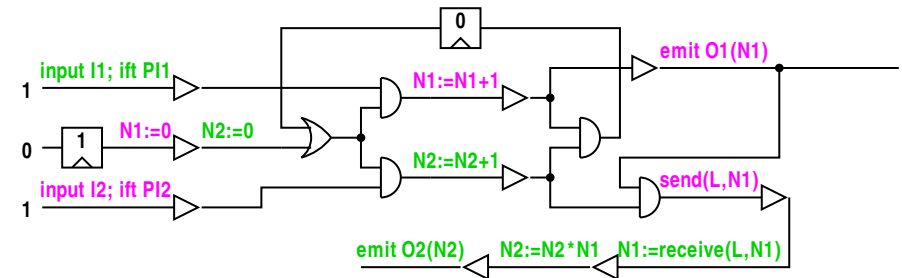 0
emit O1(N1)
input I1; ift PI1
N1:=N1+1
1
N1:=0 N2:=0
1
0
N2:=N2+1
input I2; ift PI2
send(L,N1)
1
emit O2(N2) N2:=N2*N1 N1:=receive(L,N1)